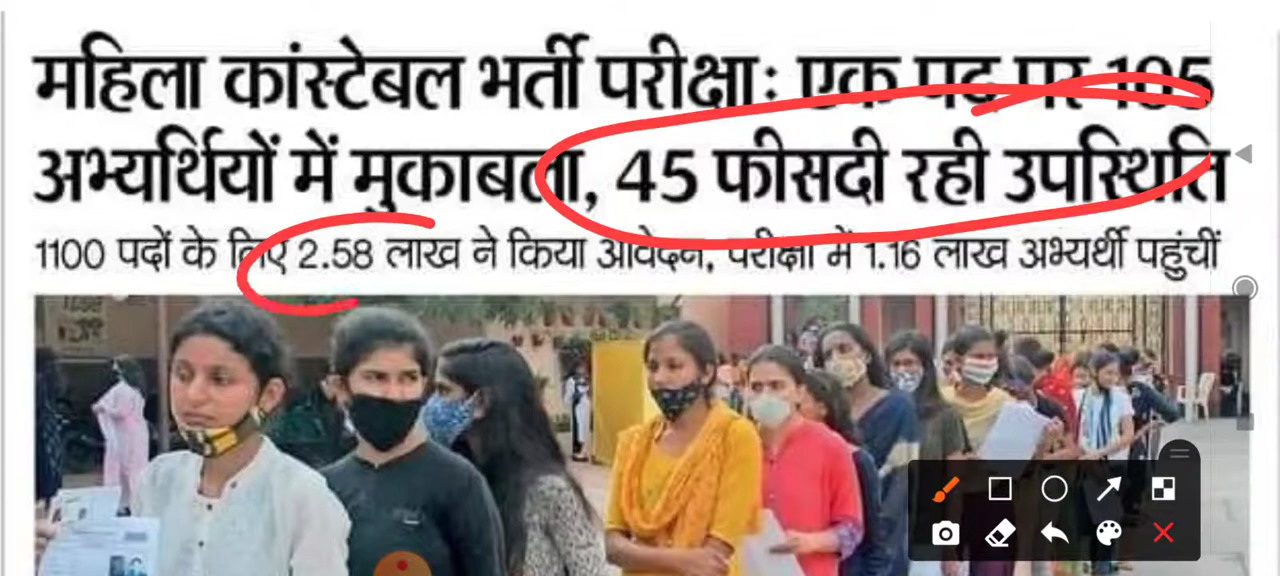 महिला कांस्टेबल भर्ती परीक्षाः एक पद पर 105
अभ्यर्थियों में मुकाबला, 45 फीसदी रही उपस्थिति
1100 पदों के लिए 2.58 लाख ने किया आवेदन, परीक्षा में 1.16 लाख अभ्यर्थी पहुंचीं